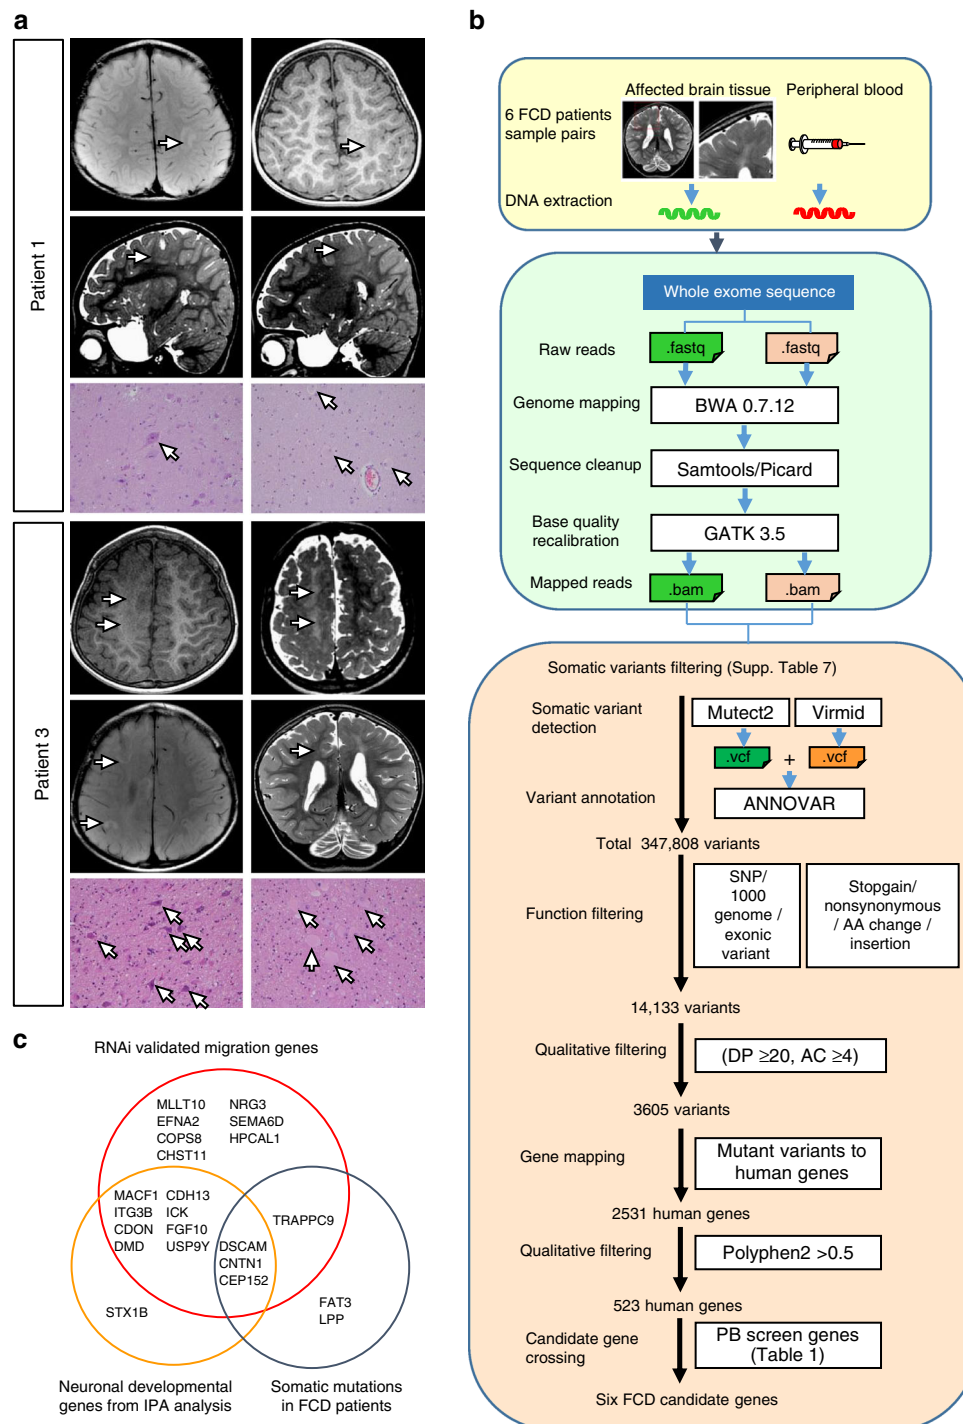 a
Patient 1
Patient 3
b
6 FCD patients
sample pairs
Affected brain tissue
Peripheral blood
DNA extraction
Whole exome sequence
Raw reads
.fastq
.fastq
Genome mapping
BWA 0.7.12
Sequence cleanup
Samtools/Picard
Base quality
recalibration
GATK 3.5
Mapped reads
.bam
.bam
Somatic variants filtering (Supp. Table 7)
Somatic variant
detection
Mutect2
Virmid
.vcf
+
.vcf
Variant annotation
ANNOVAR
Total 347,808 variants
Function filtering
SNP/
1000
genome /
exonic
variant
Stopgain/
nonsynonymous
/ AA change /
insertion
14,133 variants
Qualitative filtering
(DP ≥20, AC ≥4)
3605 variants
Gene mapping
Mutant variants to
human genes
2531 human genes
Qualitative filtering
Polyphen2 >0.5
523 human genes
Candidate gene
crossing
PB screen genes
(Table 1)
Six FCD candidate genes
c
RNAi validated migration genes
MLLT10 NRG3
EFNA2 SEMA6D
COPS8 HPCAL1
CHST11
MACF1 CDH13
ITG3B ICK
CDON FGF10
DMD USP9Y
TRAPPC9
DSCAM
CNTN1
CEP152
STX1B
FAT3
LPP
Neuronal developmental
genes from IPA analysis
Somatic mutations
in FCD patients